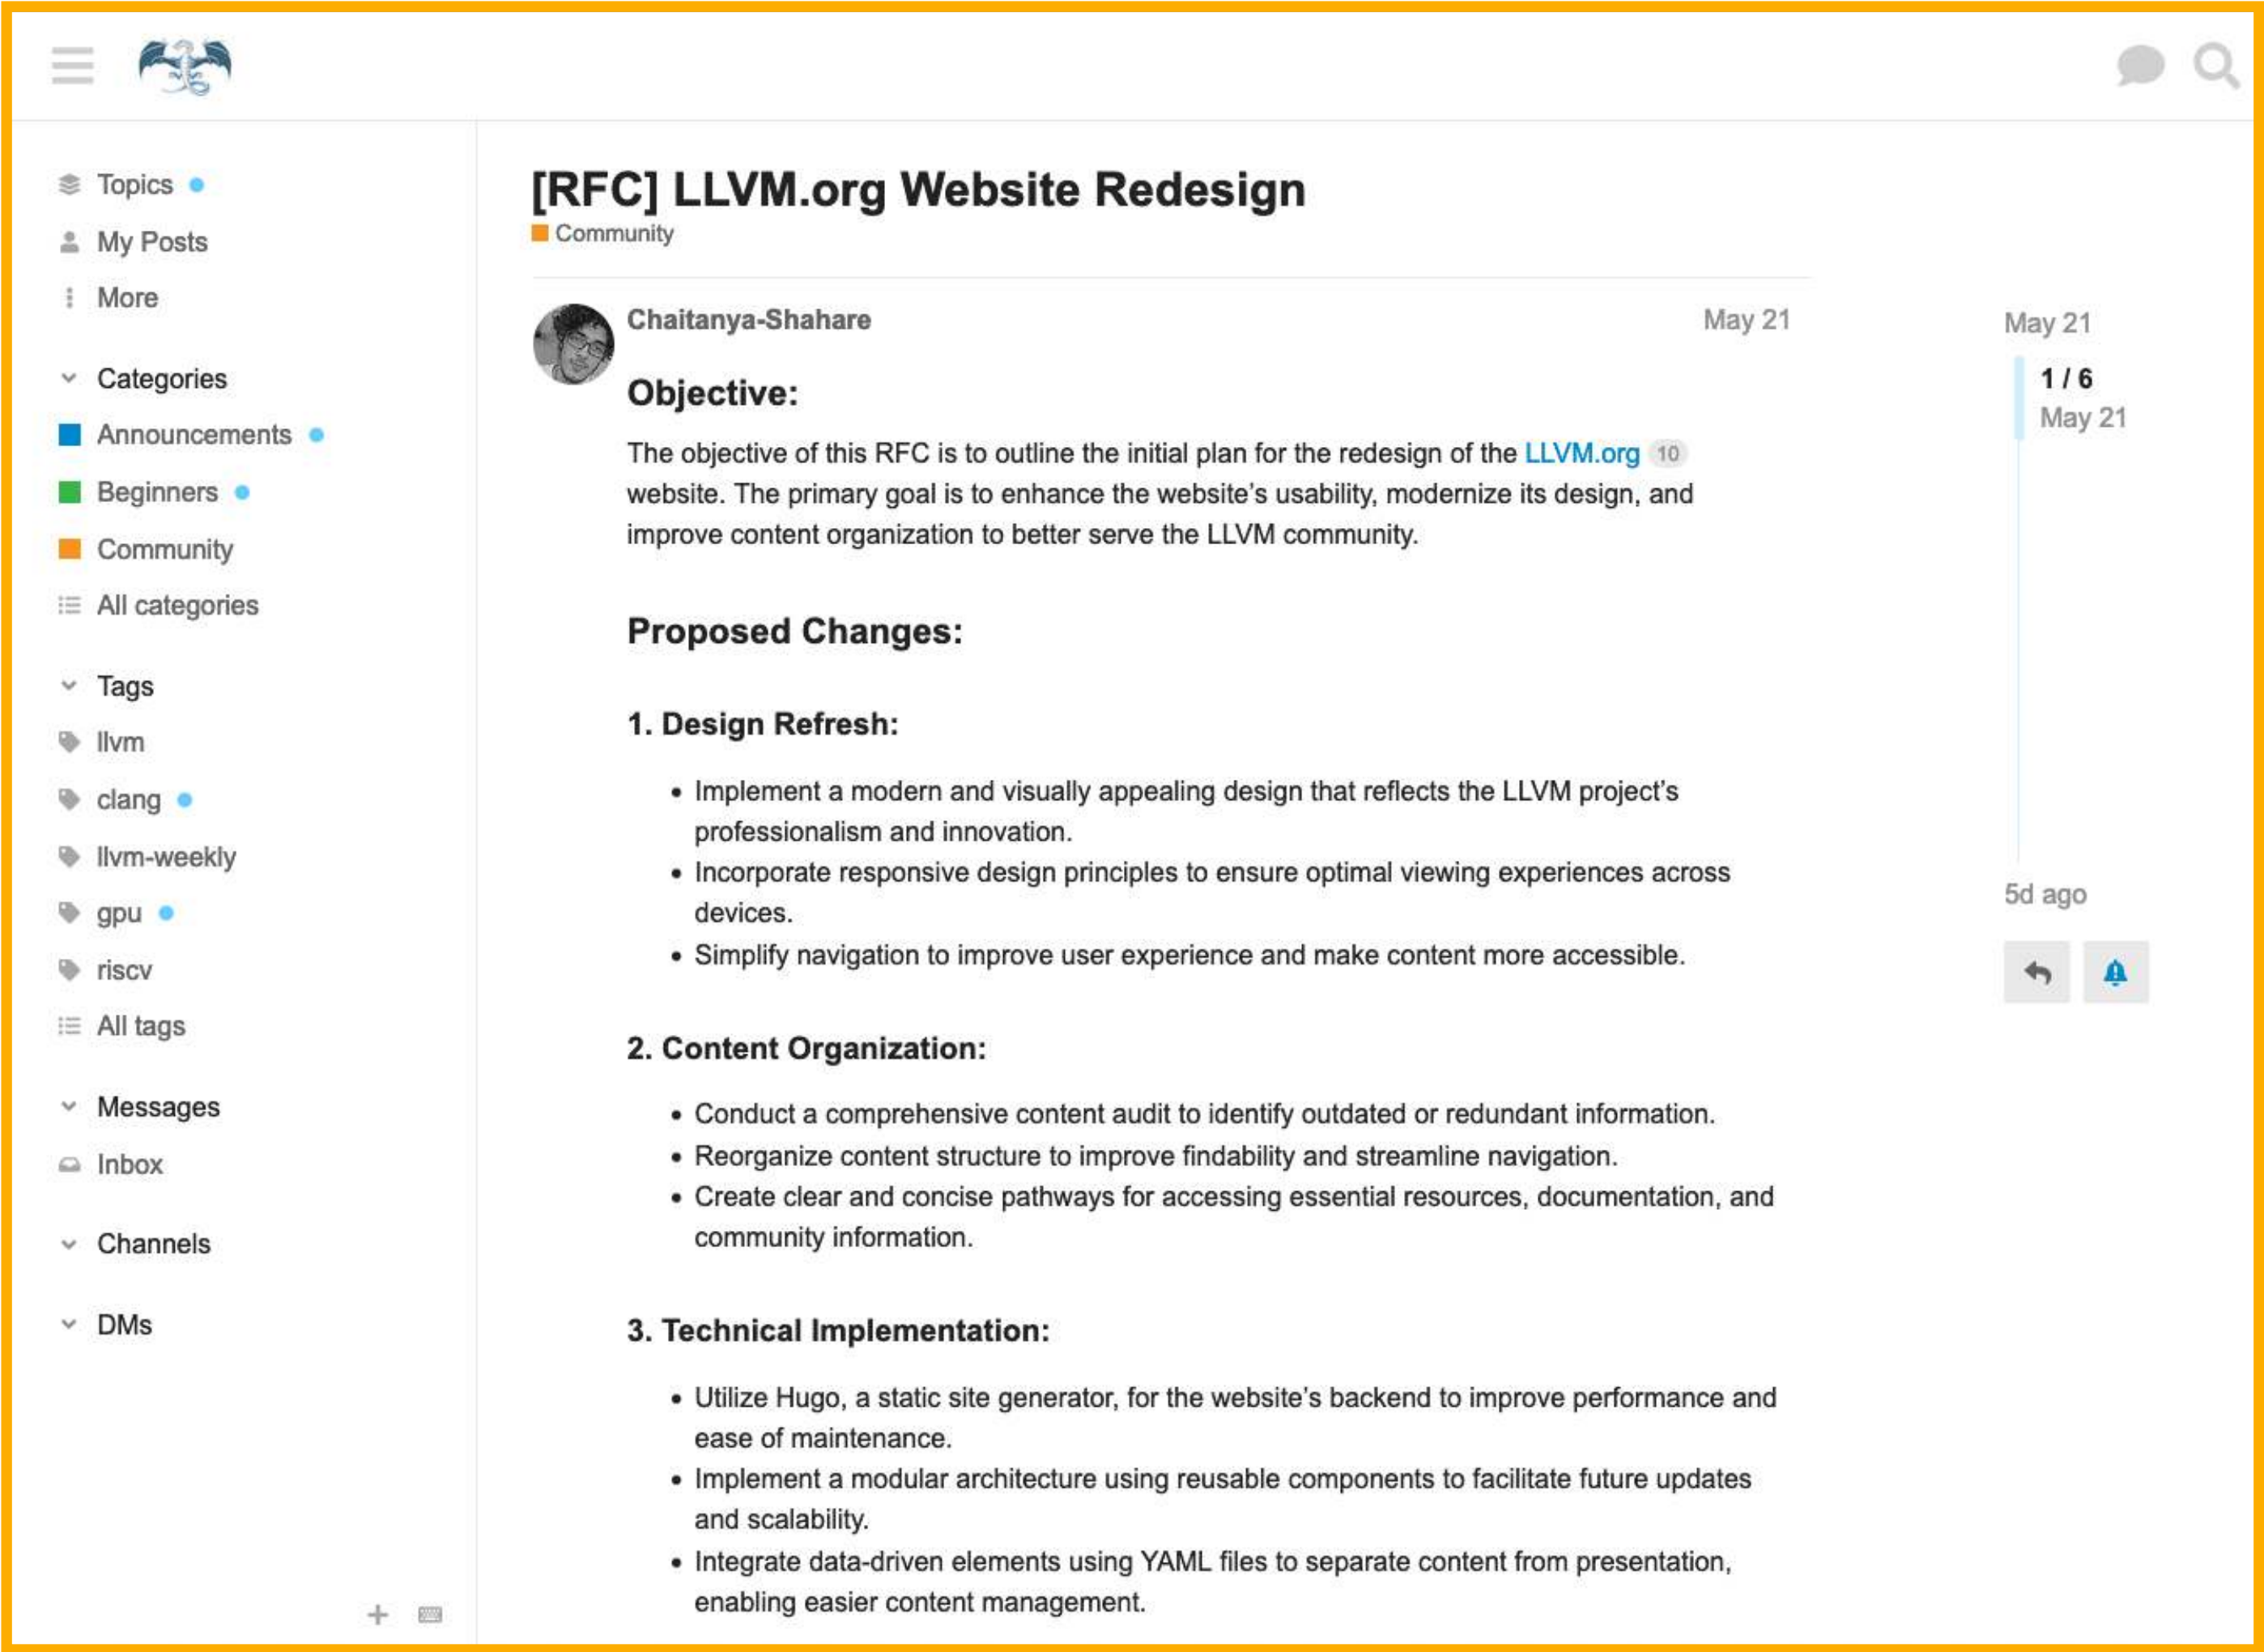 Topics
My Posts
More
Categories
Announcements
Beginners
Community
All categories
Tags
llvm
clang
llvm-weekly
gpu
riscv
All tags
Messages
Inbox
Channels
DMs
[RFC] LLVM.org Website Redesign
Community
Chaitanya-Shahare
May 21
Objective:
The objective of this RFC is to outline the initial plan for the redesign of the LLVM.org 10
website. The primary goal is to enhance the website's usability, modernize its design, and
improve content organization to better serve the LLVM community.
Proposed Changes:
1. Design Refresh:
• Implement a modern and visually appealing design that reflects the LLVM project's
professionalism and innovation.
• Incorporate responsive design principles to ensure optimal viewing experiences across
devices.
• Simplify navigation to improve user experience and make content more accessible.
2. Content Organization:
• Conduct a comprehensive content audit to identify outdated or redundant information.
• Reorganize content structure to improve findability and streamline navigation.
• Create clear and concise pathways for accessing essential resources, documentation, and
community information.
3. Technical Implementation:
• Utilize Hugo, a static site generator, for the website's backend to improve performance and
ease of maintenance.
• Implement a modular architecture using reusable components to facilitate future updates
and scalability.
• Integrate data-driven elements using YAML files to separate content from presentation,
enabling easier content management.
May 21
1 / 6
May 21
5d ago